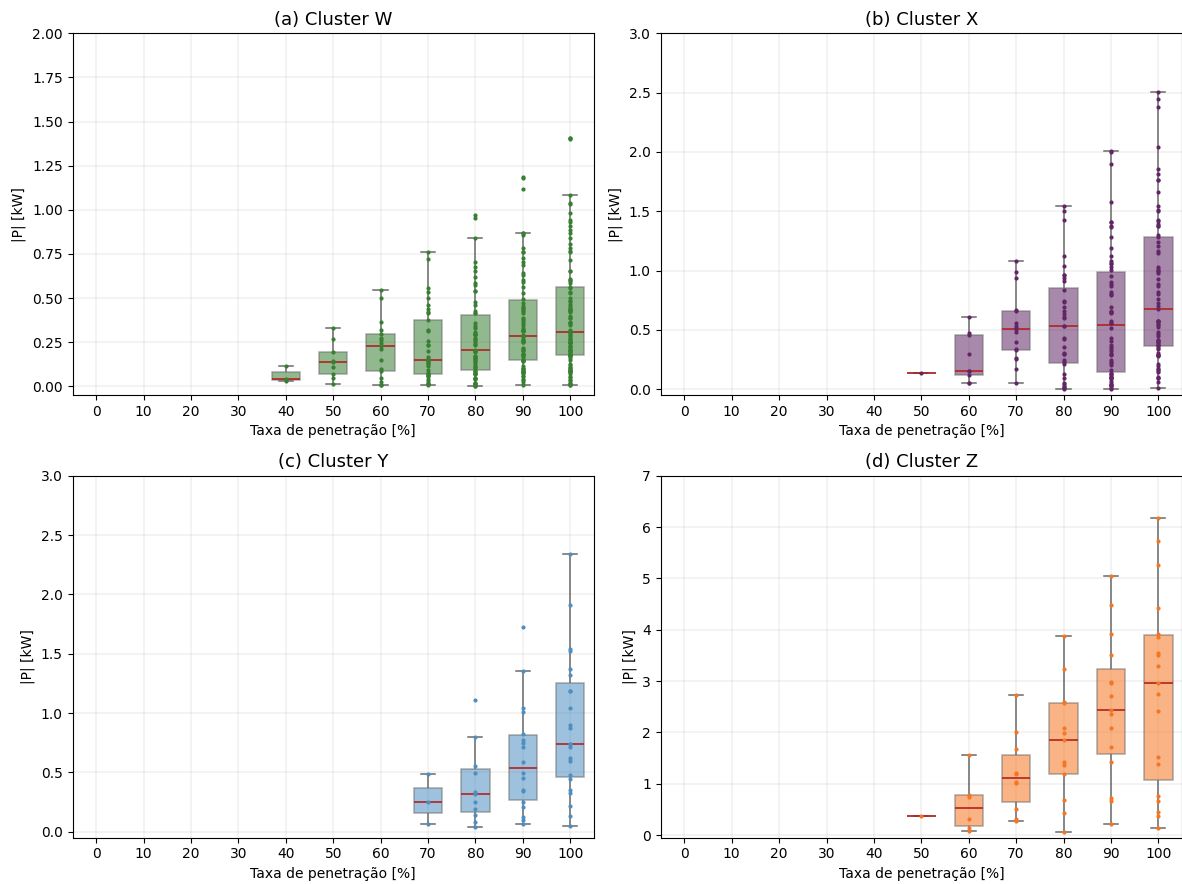 (a) Cluster W
2.00
1.75
1.50
1.25
1.00
0.75
0.50
0.25
0.00
|P| [kW]
0 10 20 30 40 50 60 70 80 90 100
Taxa de penetração [%]
(b) Cluster X
3.0
2.5
2.0
1.5
1.0
0.5
0.0
|P| [kW]
0 10 20 30 40 50 60 70 80 90 100
Taxa de penetração [%]
(c) Cluster Y
3.0
2.5
2.0
1.5
1.0
0.5
0.0
|P| [kW]
0 10 20 30 40 50 60 70 80 90 100
Taxa de penetração [%]
(d) Cluster Z
7
6
5
4
3
2
1
0
|P| [kW]
0 10 20 30 40 50 60 70 80 90 100
Taxa de penetração [%]